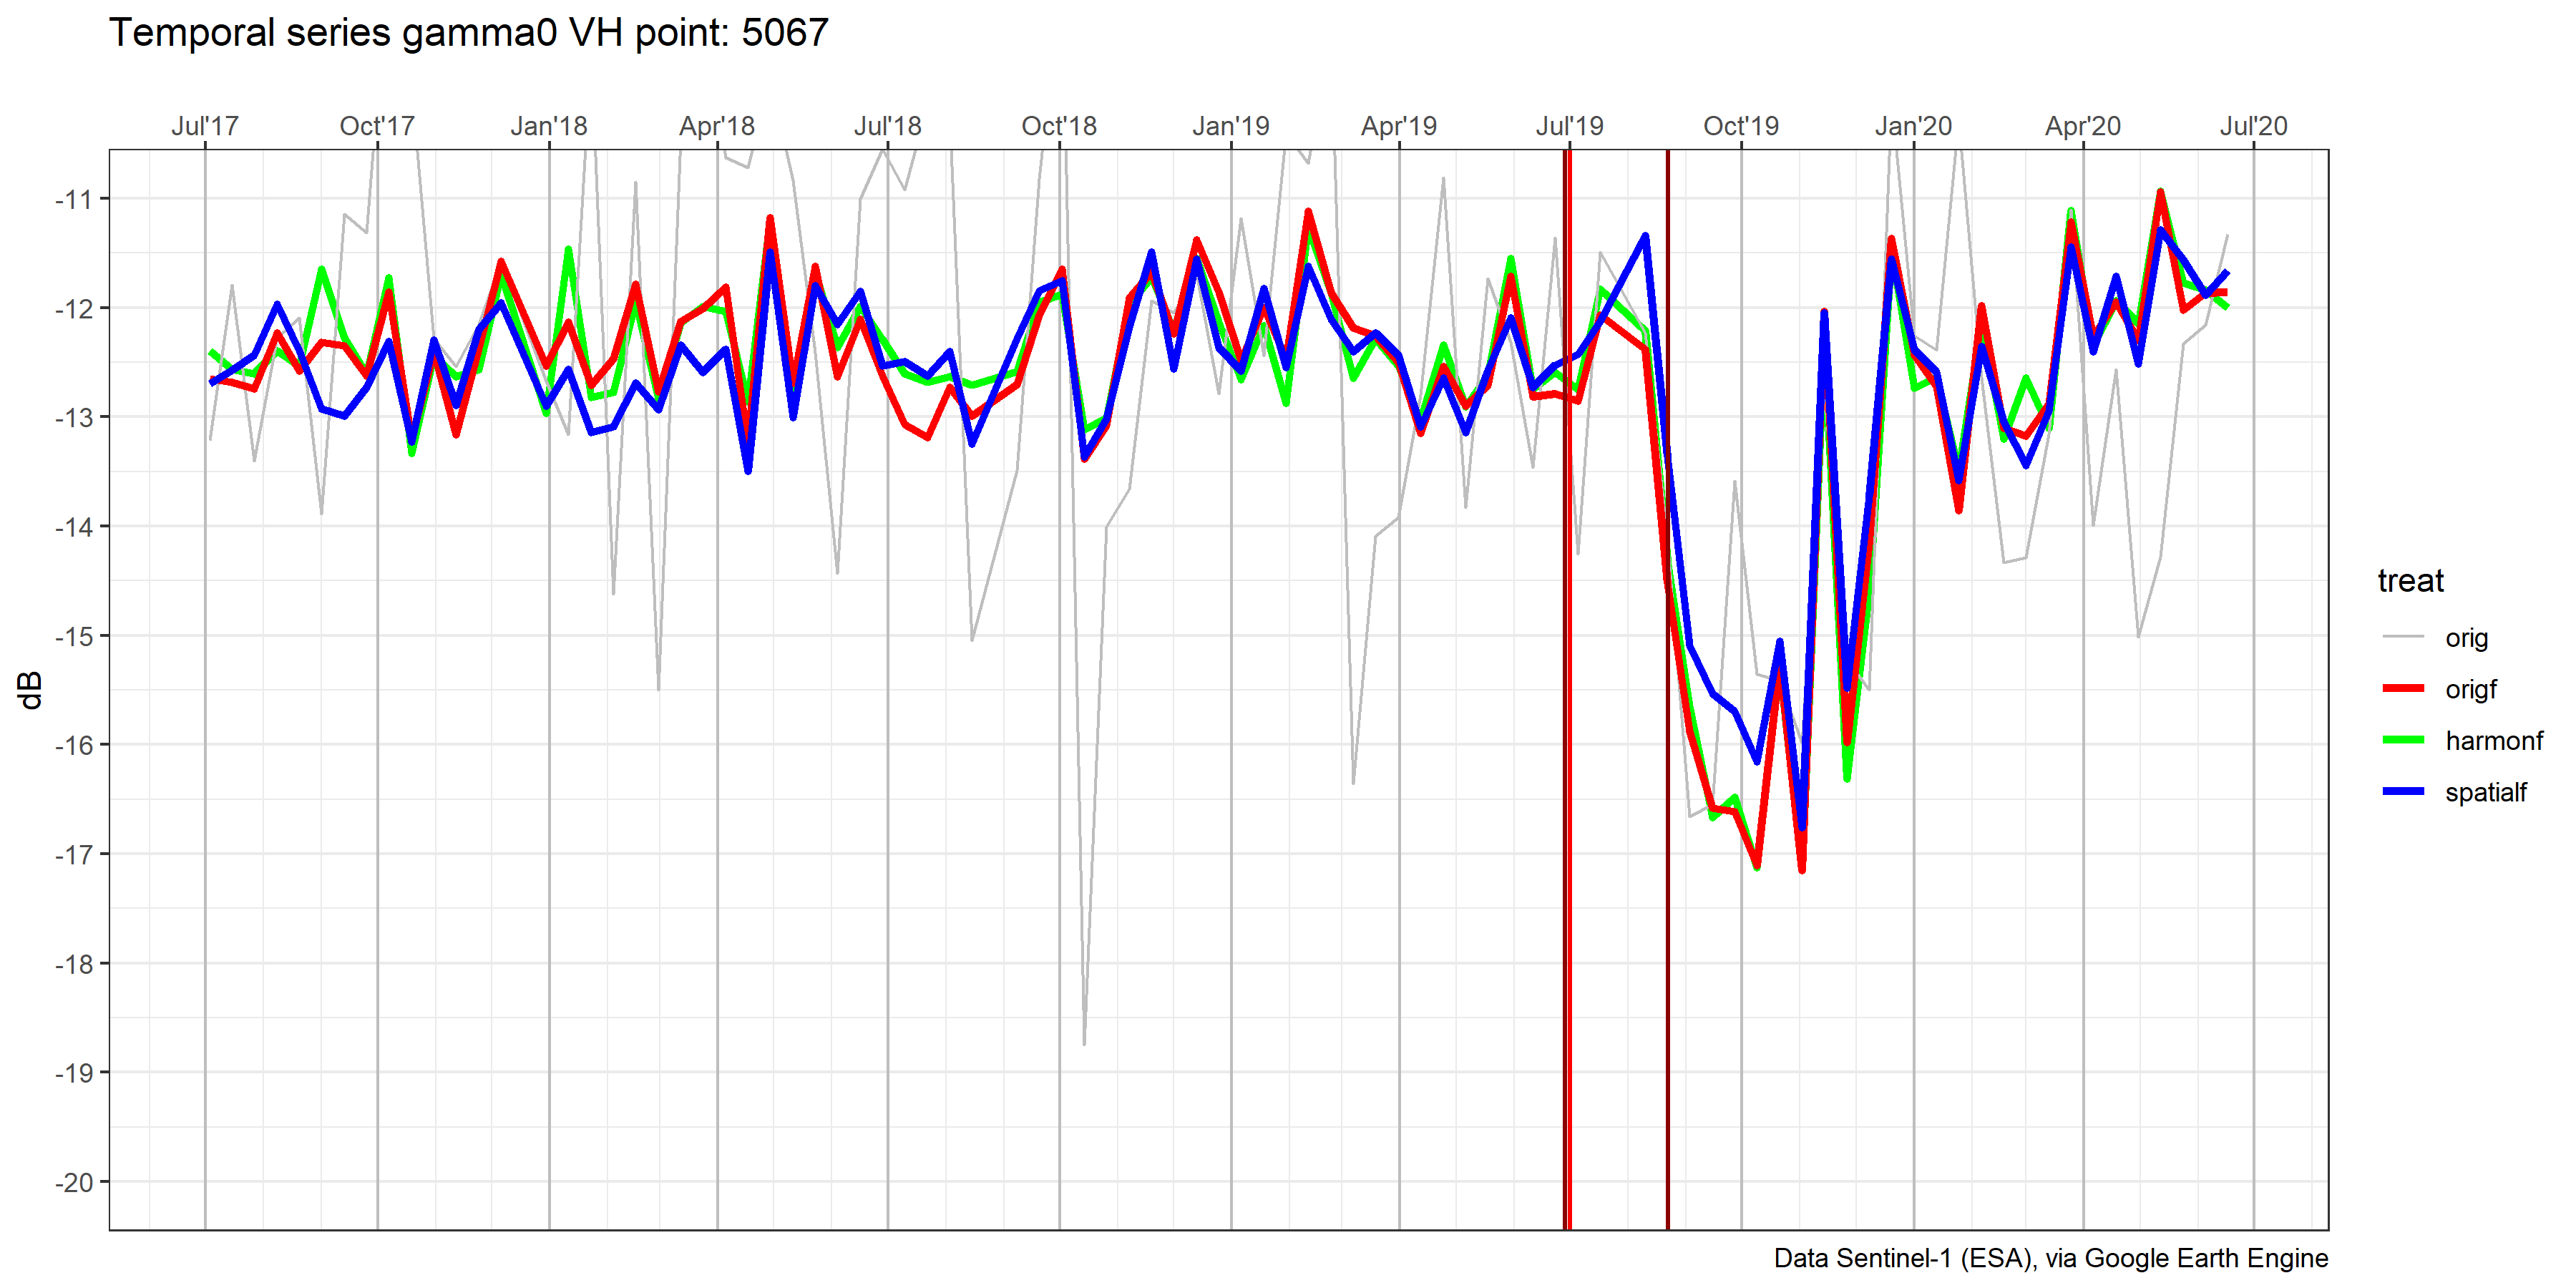 Temporal series gamma0 VH point: 5067
Jul'17 Oct'17 Jan'18 Apr'18 Jul'18 Oct'18 Jan'19 Apr'19 Jul'19 Oct'19 Jan'20 Apr'20 Jul'20
-11
-12
-13
-14
-15
-16
-17
-18
-19
-20
dB
treat
orig
origf
harmonf
spatialf
Data Sentinel-1 (ESA), via Google Earth Engine